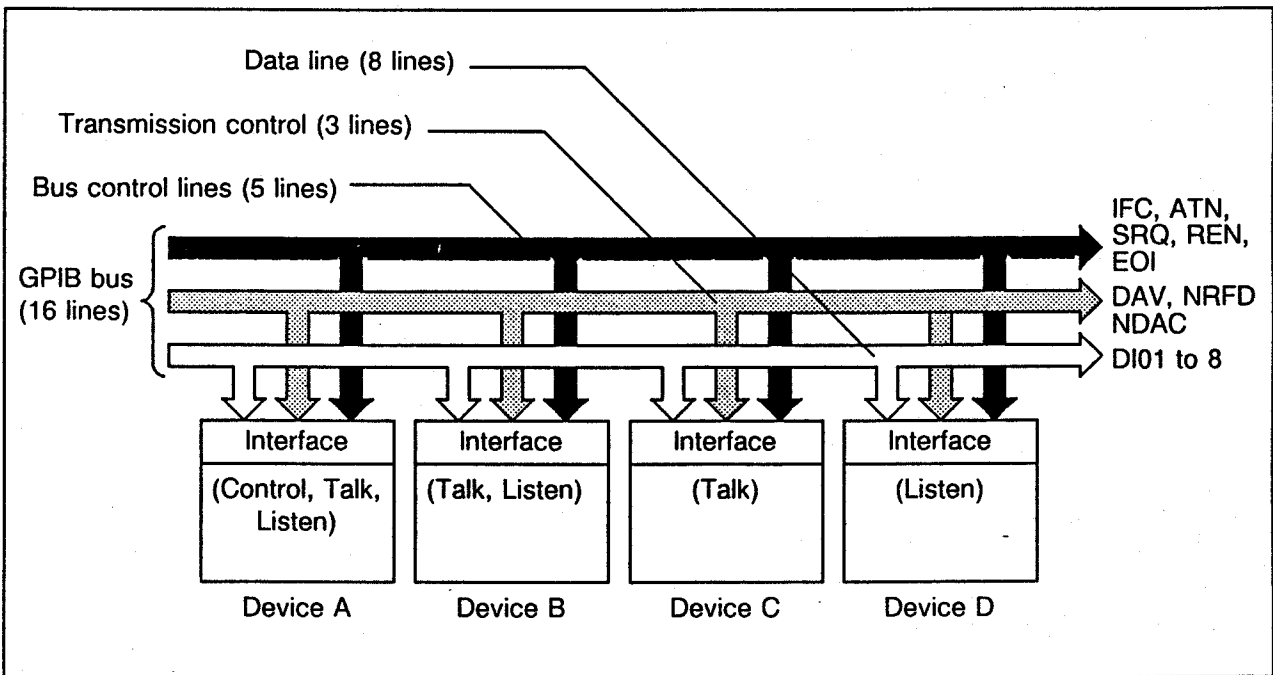 Data line (8 lines)
Transmission control (3 lines)
Bus control lines (5 lines)
GPIB bus
(16 lines)
IFC, ATN,
SRQ, REN,
EOI
DAV, NRFD
NDAC
DI01 to 8
Interface
(Control, Talk,
Listen)
Device A
Interface
(Talk, Listen)
Device B
Interface
(Talk)
Device C
Interface
(Listen)
Device D